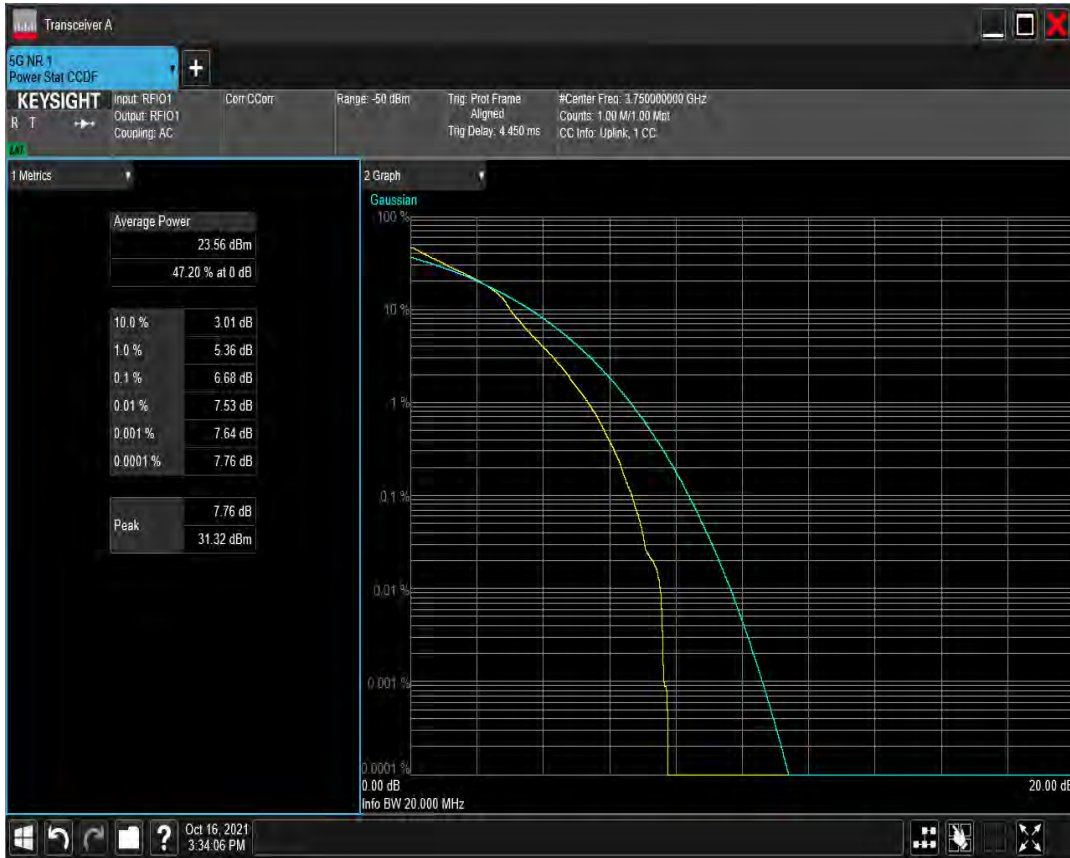 Transceiver A
5G NR 1
Power Stat CCDF
+
KEYSIGHT
R T
LXI
Input: RFIO1
Output: RFIO1
Coupling: AC
Corr CCorr
Range: -50 dBm
Trig: Prot Frame
Aligned
Trig Delay: 4.450 ms
#Center Freq: 3.750000000 GHz
Counts: 1.00 M/1.00 Mpt
CC Info: Uplink, 1 CC
1 Metrics
Average Power
23.56 dBm
47.20 % at 0 dB
10.0 % 3.01 dB
1.0 % 5.36 dB
0.1 % 6.68 dB
0.01 % 7.53 dB
0.001 % 7.64 dB
0.0001 % 7.76 dB
Peak
7.76 dB
31.32 dBm
2 Graph
Gaussian
100 %
10 %
1 %
0.1 %
0.01 %
0.001 %
0.0001 %
0.00 dB 20.00 dB
Info BW 20.000 MHz
?
Oct 16, 2021
3:34:06 PM